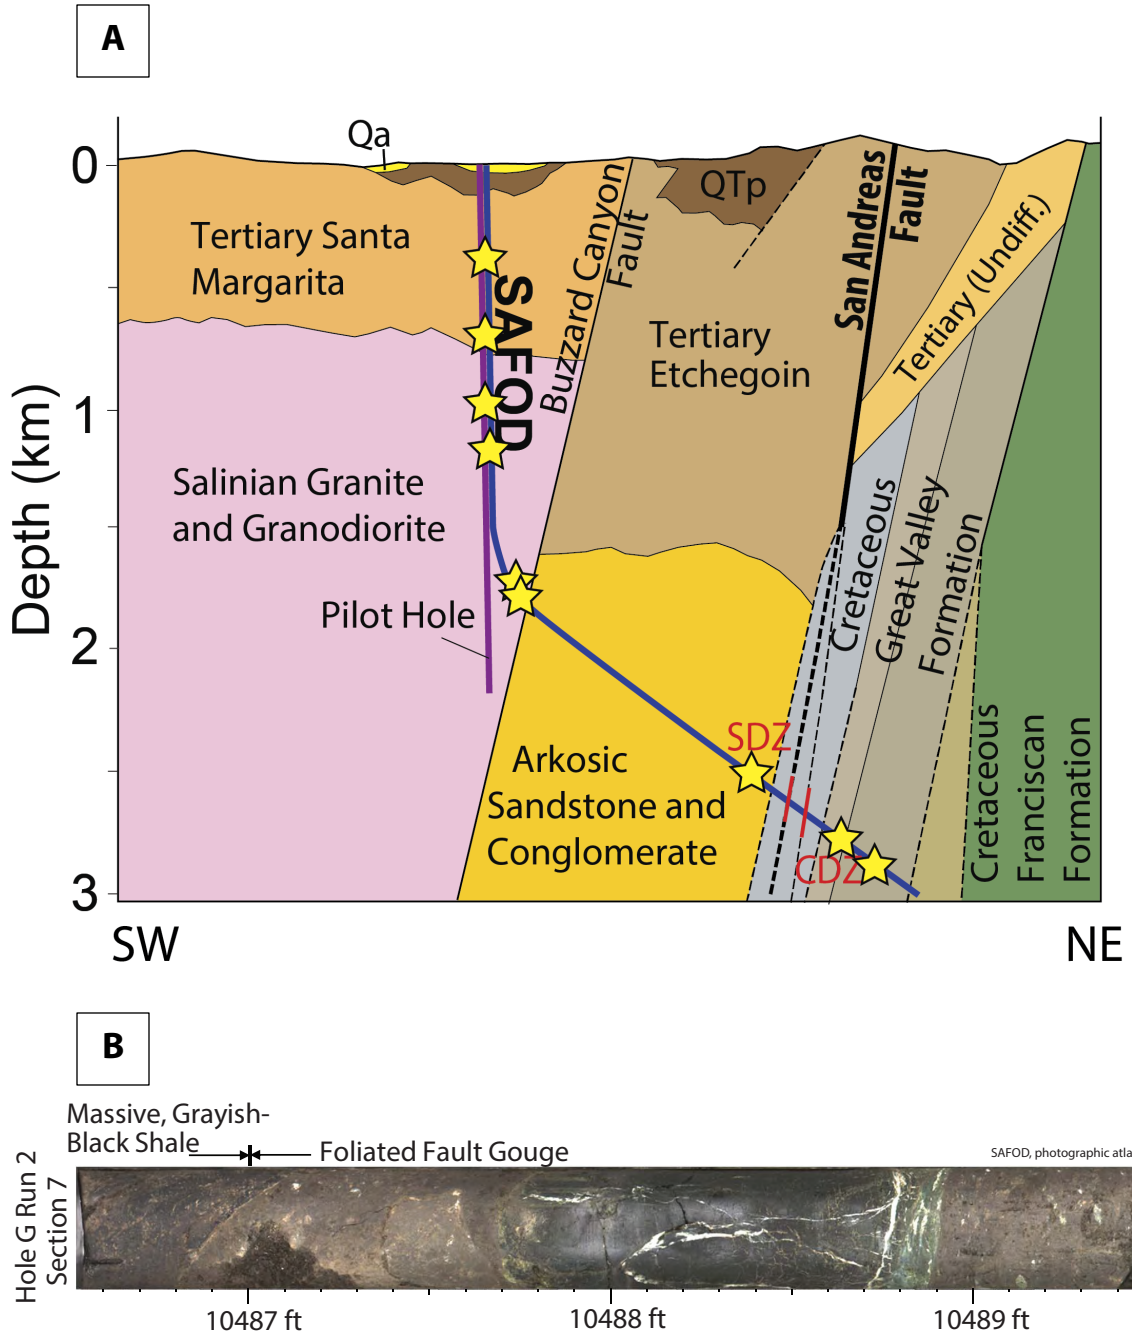 A
Qa
0
QTp
Tertiary Santa
Margarita
SAFOD
Buzzard Canyon
Fault
San Andreas
Fault
Tertiary (Undiff.)
Tertiary
Etchegoin
1
Depth (km)
Salinian Granite
and Granodiorite
Pilot Hole
2
Cretaceous
Great Valley
Formation
SDZ
Arkosic
Sandstone and
Conglomerate
CDZ
Cretaceous
Franciscan
Formation
3
SW
NE
B
Massive, Grayish-
Black Shale
Foliated Fault Gouge
SAFOD, photographic atla
Hole G Run 2
Section 7
10487 ft
10488 ft
10489 ft